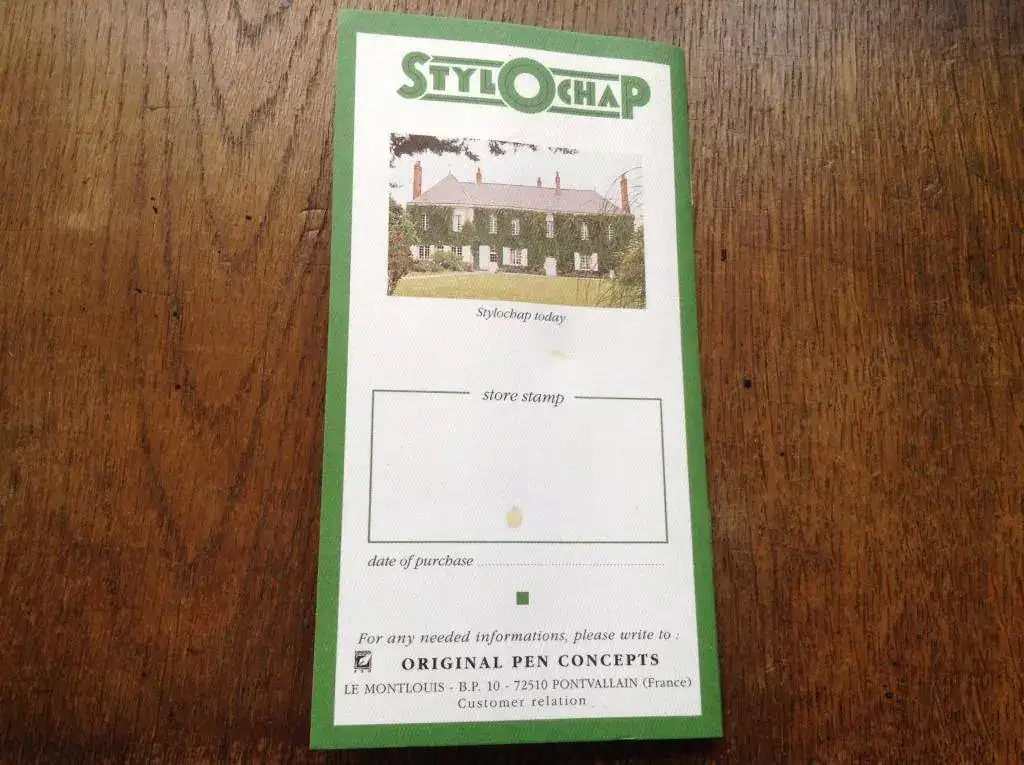 STYLOCHAP
Stylochap today
store stamp
date of purchase
For any needed informations, please write to :
ORIGINAL PEN CONCEPTS
LE MONTLOUIS - B.P. 10 - 72510 PONTVALLAIN (France)
Customer relation